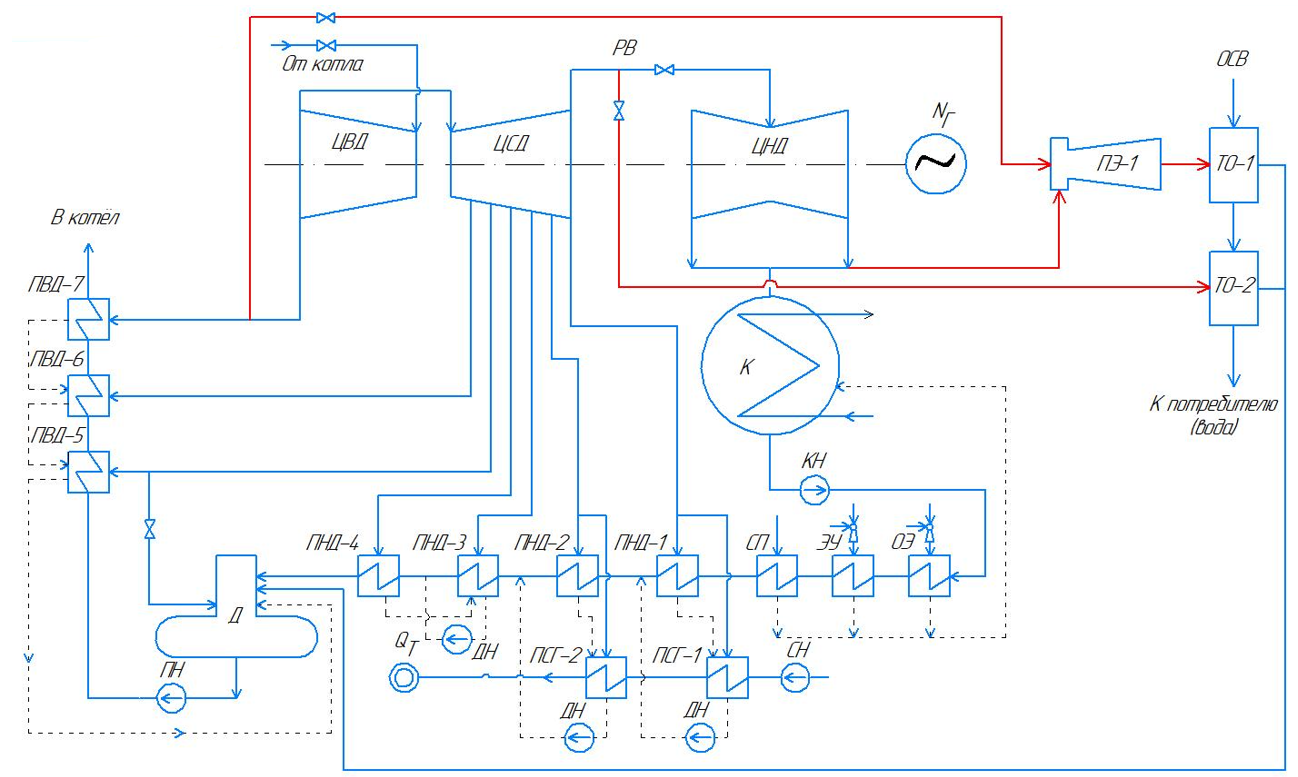 РВ
ОСВ
От котла
ЦВД
ЦСД
ЦНД
NГ
ПЭ-1
ТО-1
В котёл
ПВД-7
ТО-2
ПВД-6
К
К потребителю
(вода)
ПВД-5
КН
ПНД-4
ПНД-3
ПНД-2
ПНД-1
СП
ЭУ
ОЭ
Д
QТ
ДН
ПСГ-2
ПСГ-1
СН
ПН
ДН
ДН